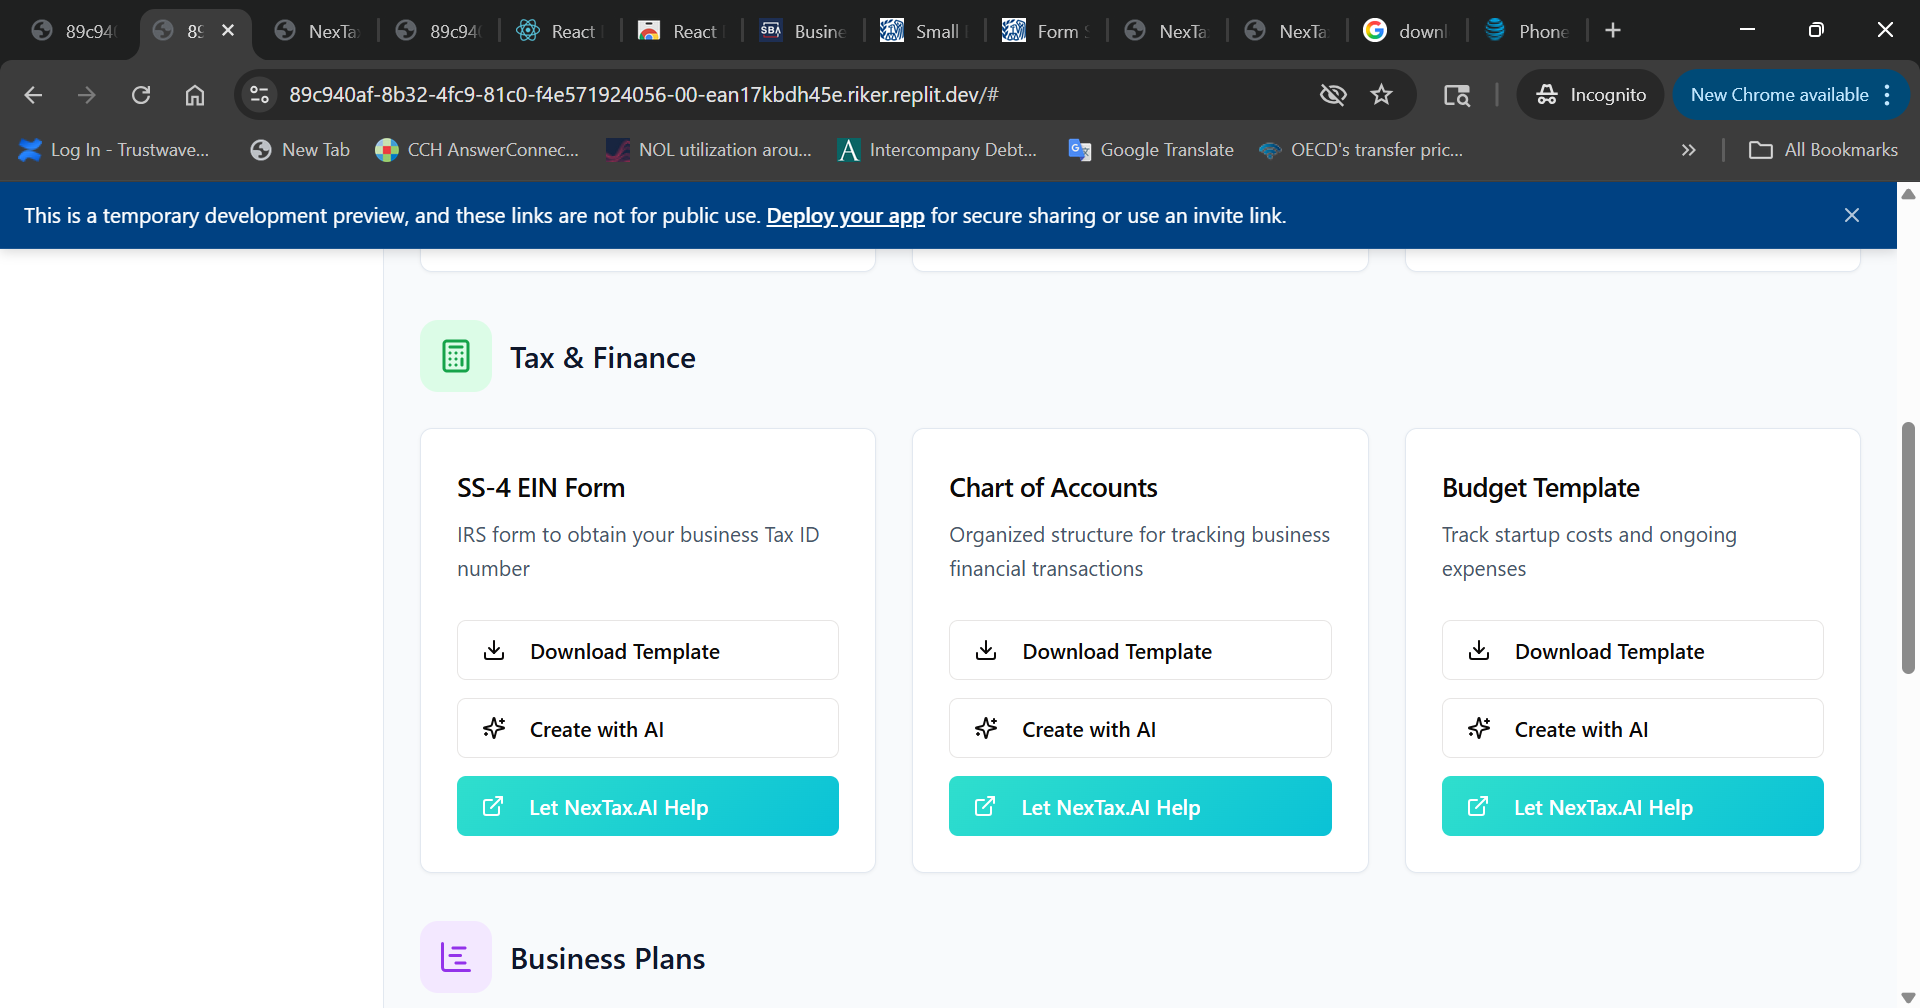 89c94
89
NexTa
89c94
React
React
Busine
Small
Form
NexTa
NexTa
downl
Phone
89c940af-8b32-4fc9-81c0-f4e571924056-00-ean17kbdh45e.riker.replit.dev/#
Incognito
New Chrome available
Log In - Trustwave...
New Tab
CCH AnswerConnec...
NOL utilization arou...
Intercompany Debt...
Google Translate
OECD's transfer pric...
All Bookmarks
This is a temporary development preview, and these links are not for public use. Deploy your app for secure sharing or use an invite link.
Tax & Finance
SS-4 EIN Form
IRS form to obtain your business Tax ID
number
Download Template
Create with AI
Let NexTax.AI Help
Chart of Accounts
Organized structure for tracking business
financial transactions
Download Template
Create with AI
Let NexTax.AI Help
Budget Template
Track startup costs and ongoing
expenses
Download Template
Create with AI
Let NexTax.AI Help
Business Plans